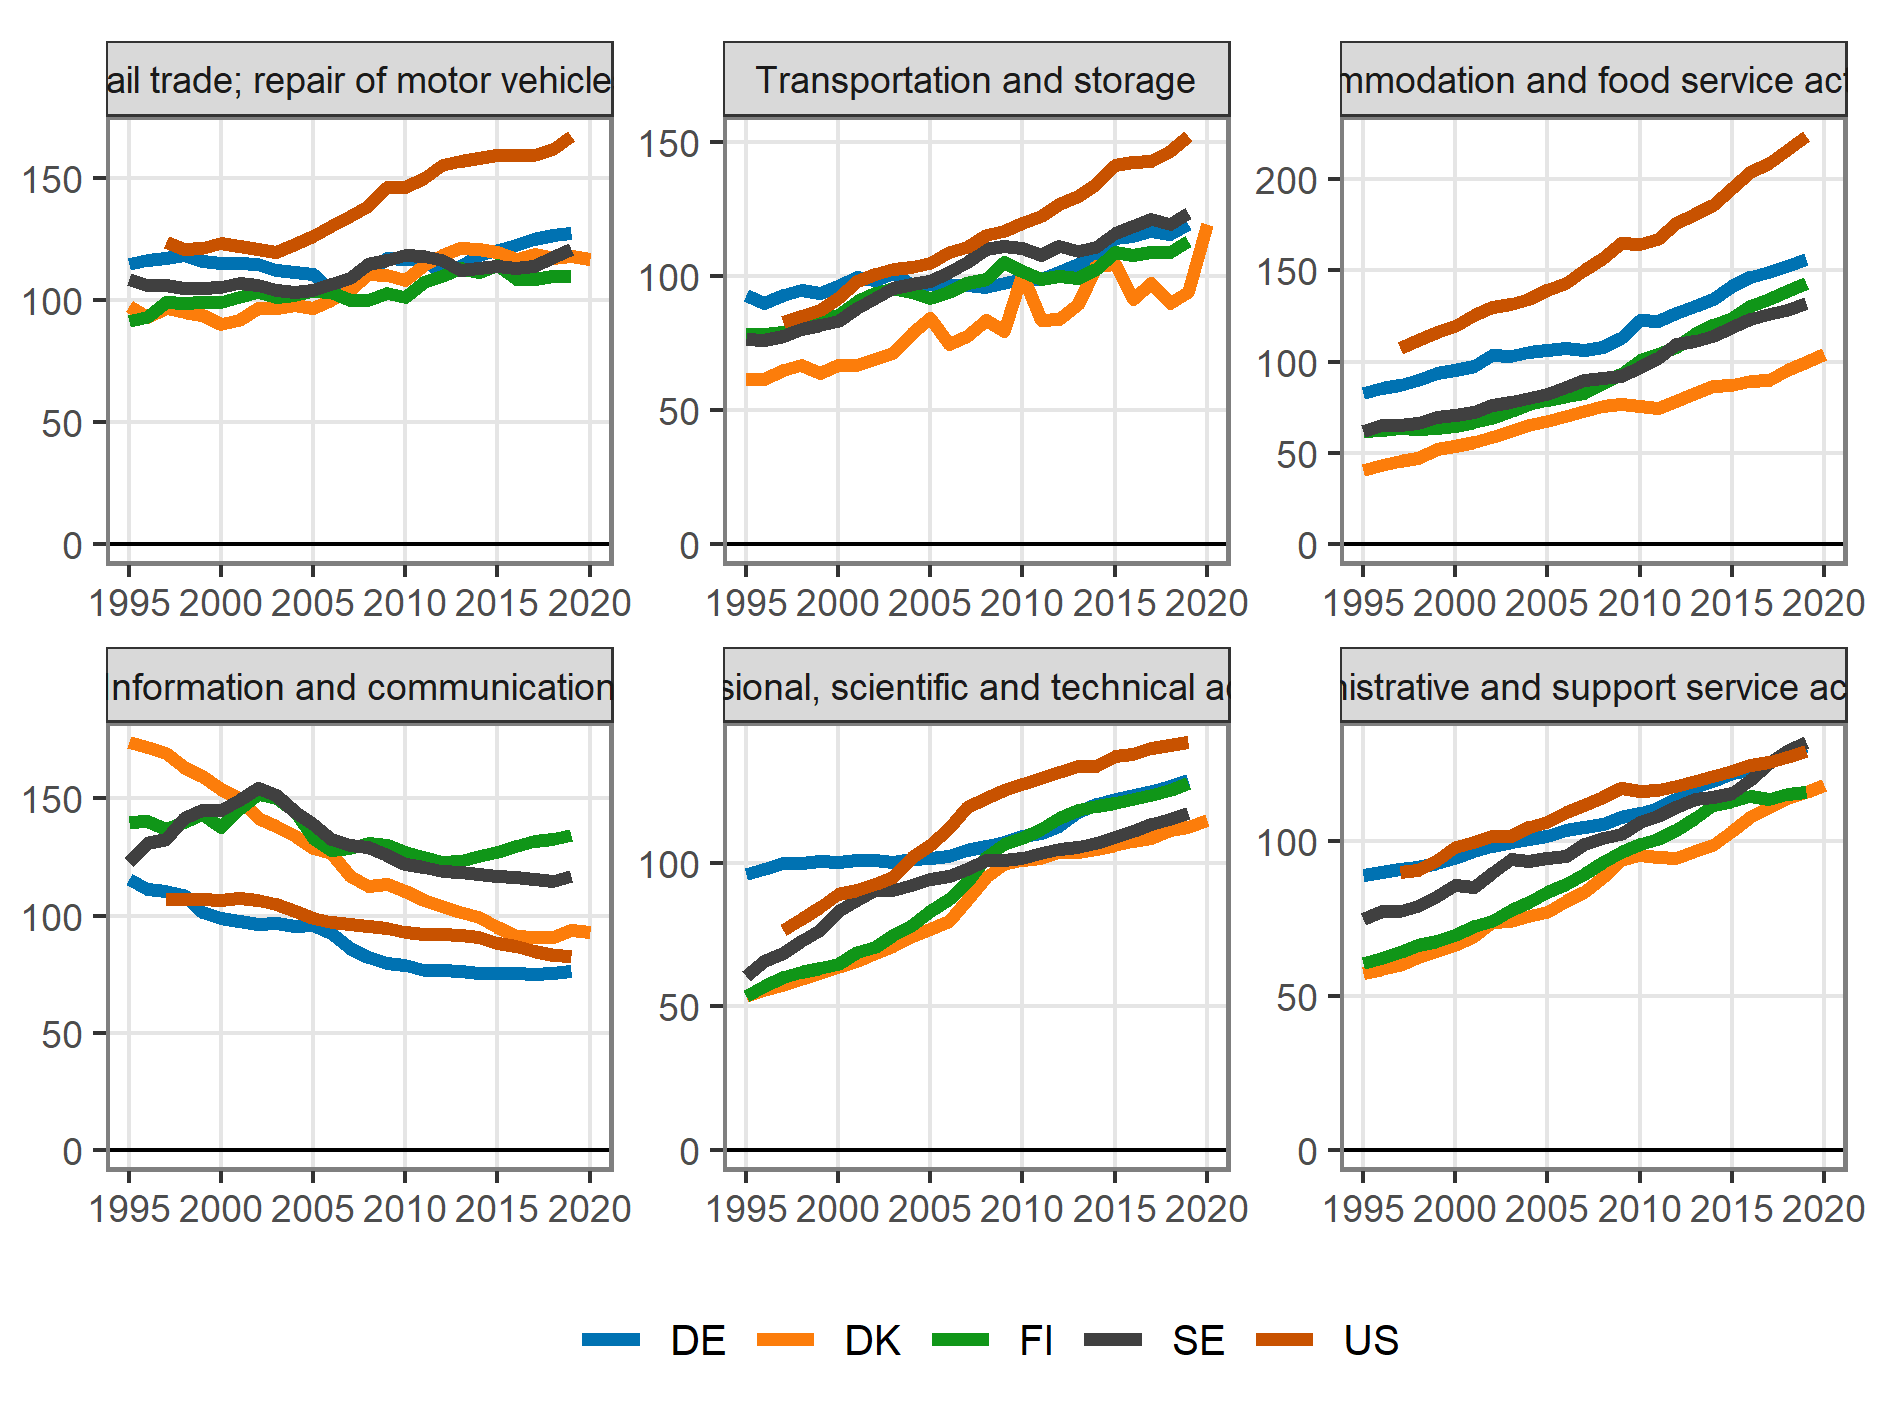 ail trade; repair of motor vehicle
Transportation and storage
mmodation and food service act
150
100
50
0
150
100
50
0
200
150
100
50
0
1995 2000 2005 2010 2015 2020
1995 2000 2005 2010 2015 2020
1995 2000 2005 2010 2015 2020
Information and communication
sional, scientific and technical ac
nistrative and support service ac
150
100
50
0
100
50
0
100
50
0
1995 2000 2005 2010 2015 2020
1995 2000 2005 2010 2015 2020
1995 2000 2005 2010 2015 2020
DE DK FI SE US